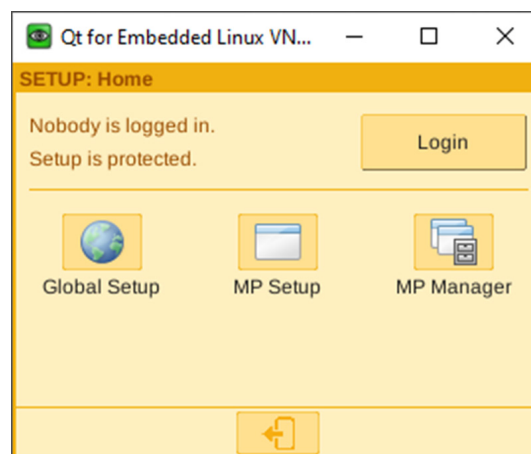 Qt for Embedded Linux VN...
SETUP: Home
Nobody is logged in.
Setup is protected.
Login
Global Setup
MP Setup
MP Manager